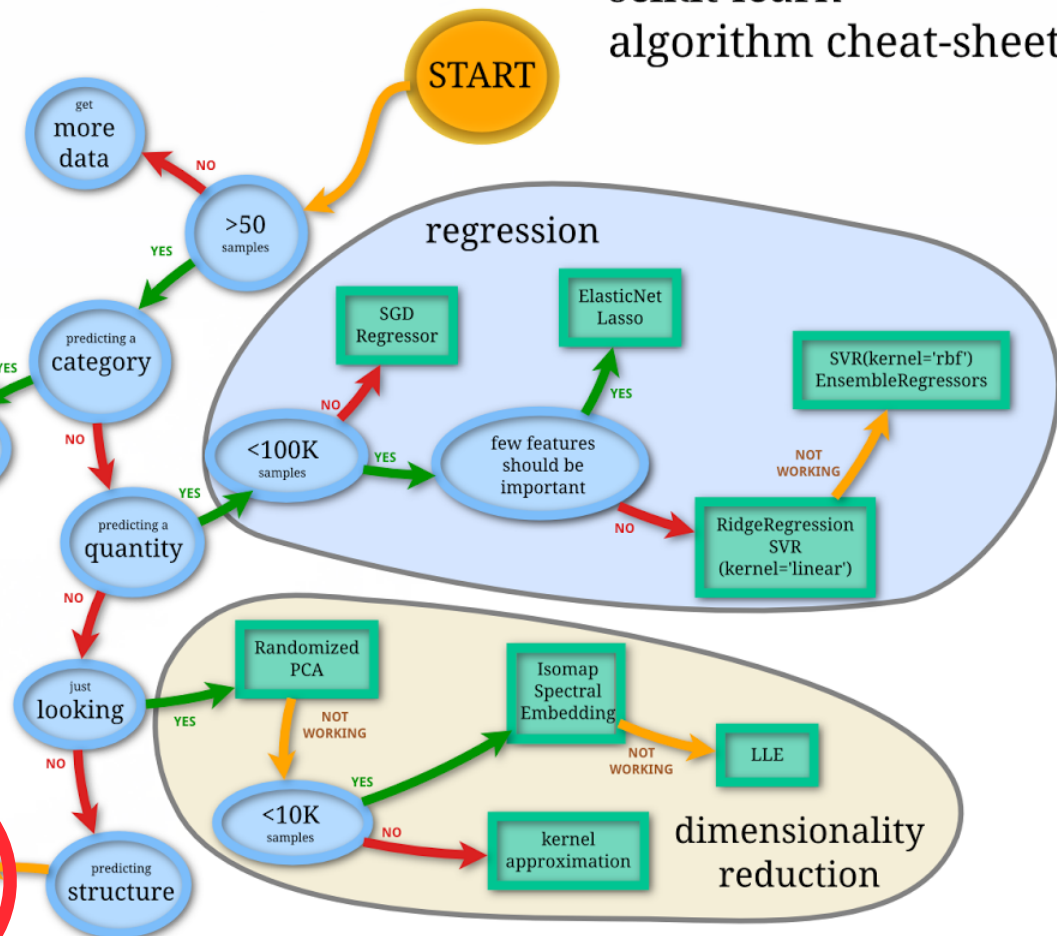 algorithm cheat-sheet
START
get
more
data
NO
>50
samples
YES
predicting a
category
YES
NO
predicting a
quantity
YES
NO
just
looking
YES
NO
predicting
structure
regression
SGD
Regressor
ElasticNet
Lasso
SVR(kernel='rbf')
EnsembleRegressors
NO
YES
<100K
samples
YES
few features
should be
important
NOT
WORKING
NO
RidgeRegression
SVR
(kernel='linear')
Randomized
PCA
NOT
WORKING
Isomap
Spectral
Embedding
NOT
WORKING
LLE
YES
<10K
samples
NO
kernel
approximation
dimensionality
reduction